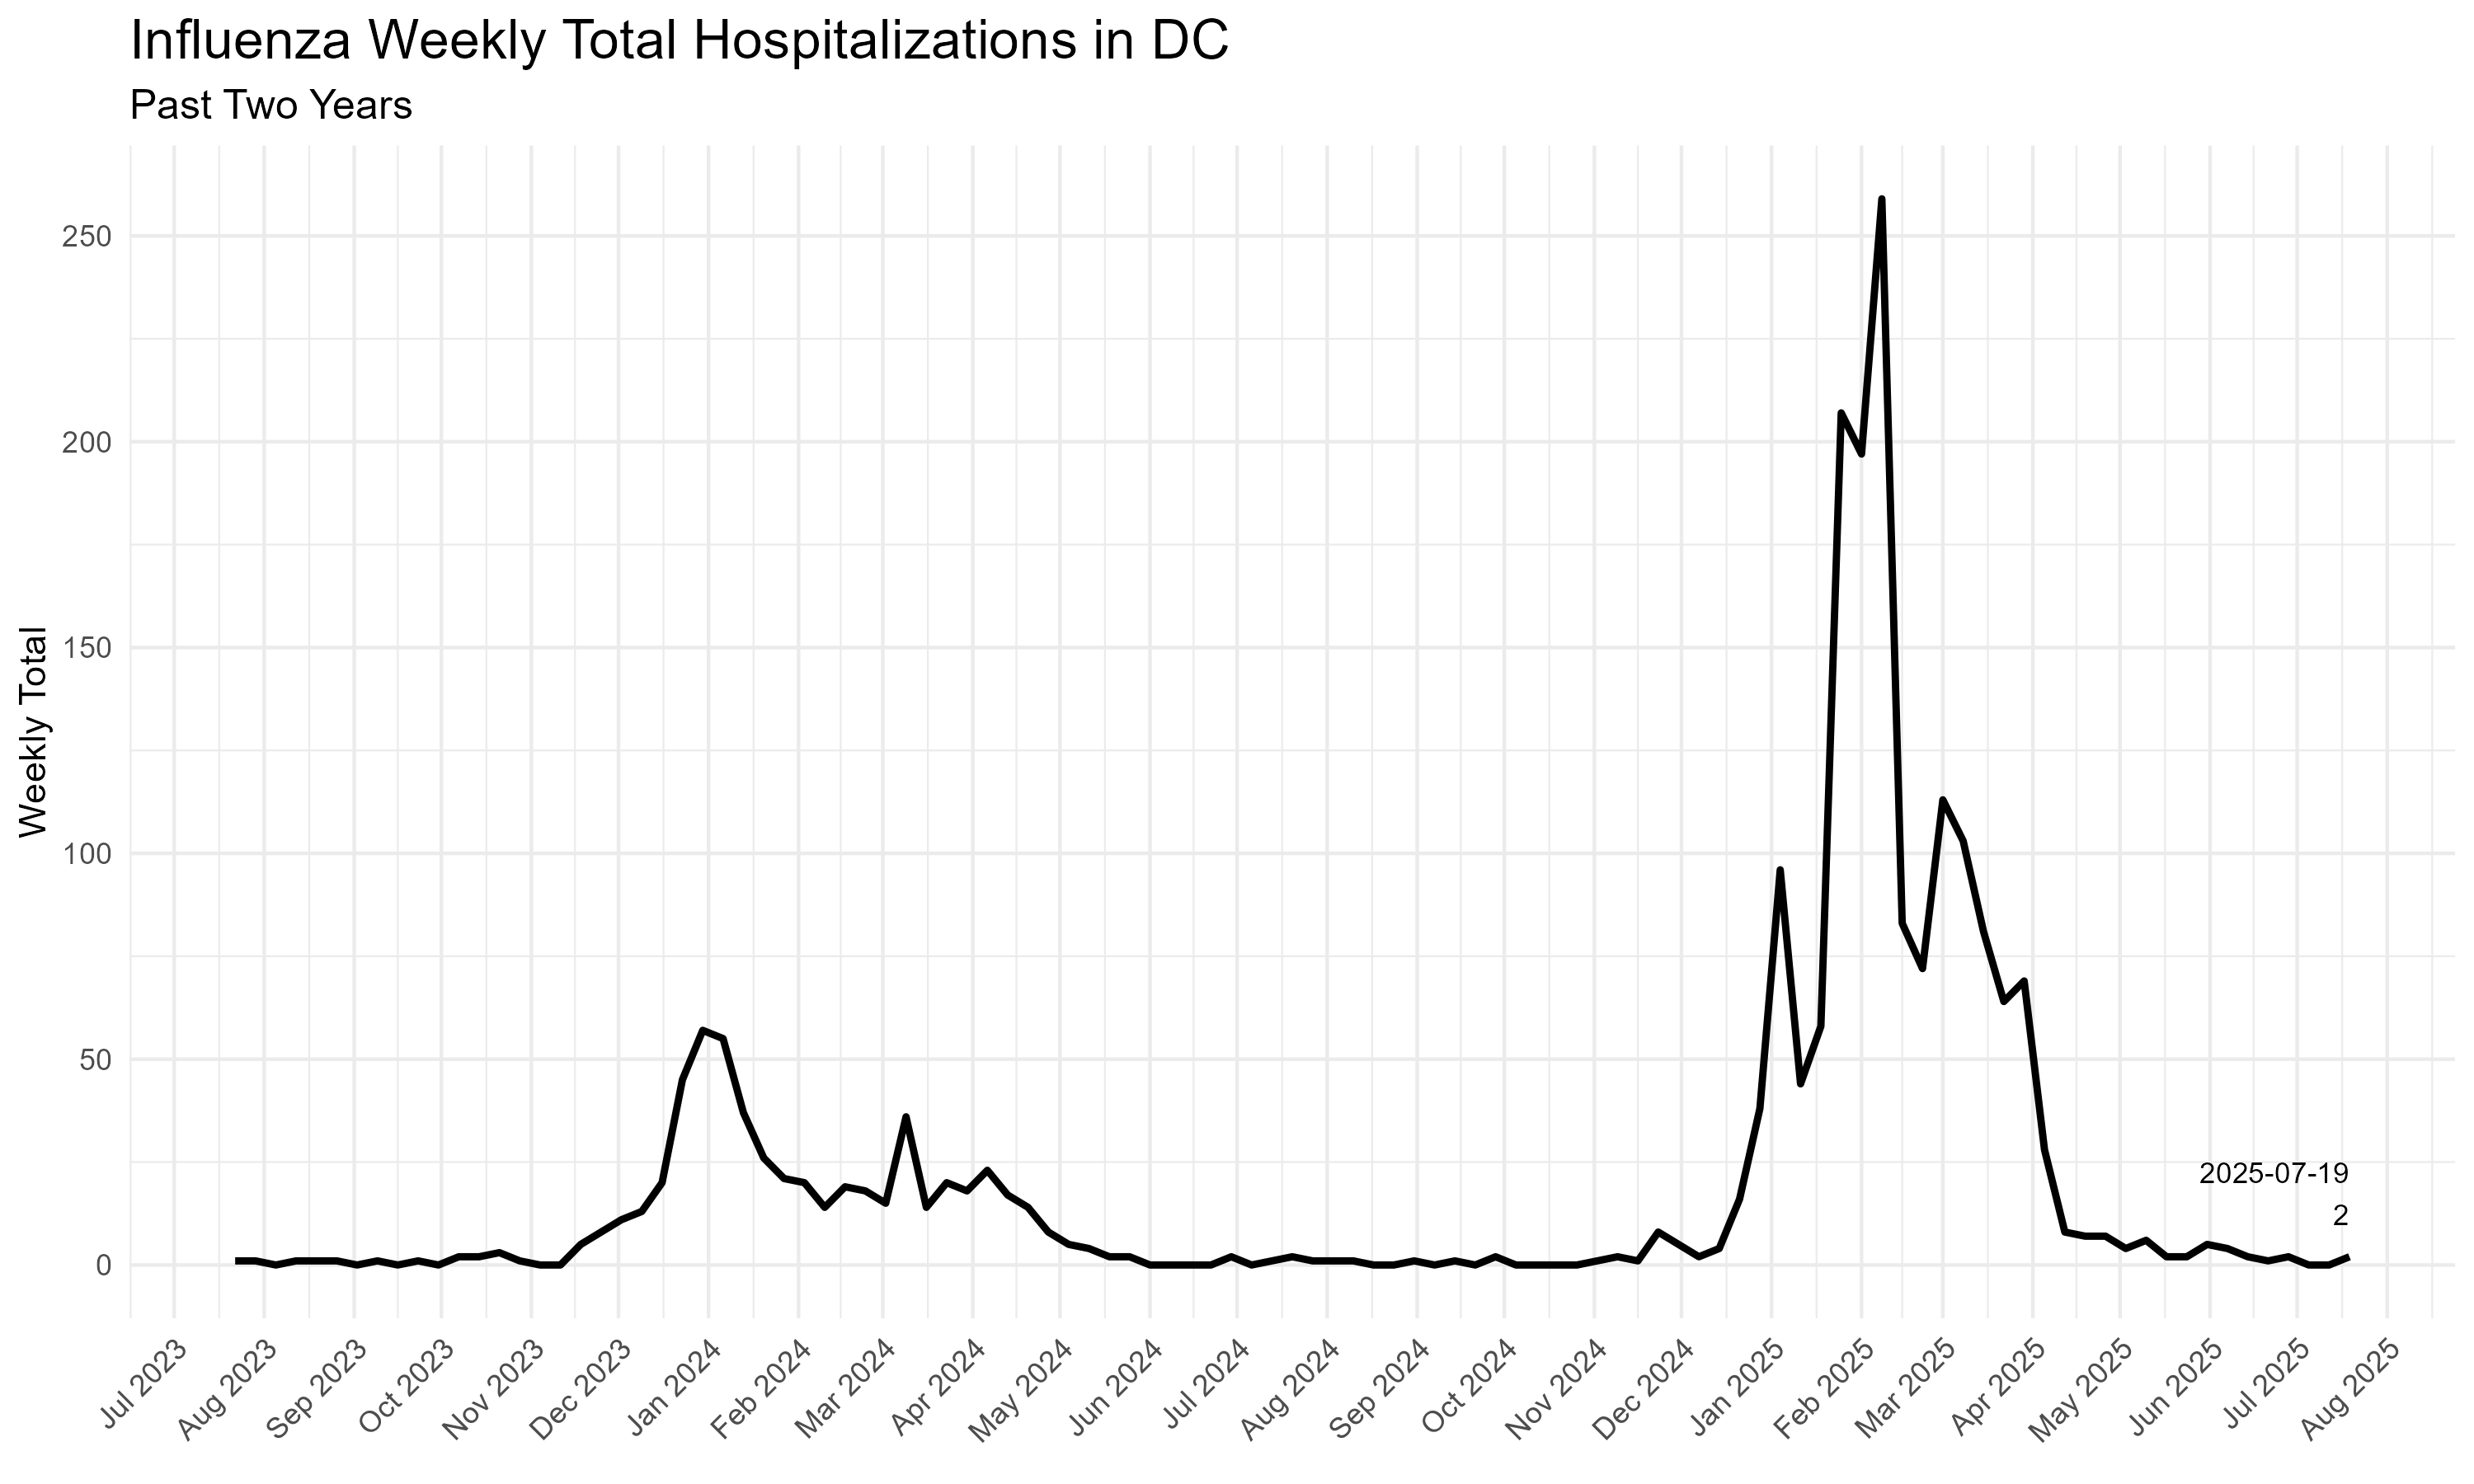 Influenza Weekly Total Hospitalizations in DC
Past Two Years
Weekly Total
250
200
150
100
50
0
2025-07-19
2
Jul 2023
Aug 2023
Sep 2023
Oct 2023
Nov 2023
Dec 2023
Jan 2024
Feb 2024
Mar 2024
Apr 2024
May 2024
Jun 2024
Jul 2024
Aug 2024
Sep 2024
Oct 2024
Nov 2024
Dec 2024
Jan 2025
Feb 2025
Mar 2025
Apr 2025
May 2025
Jun 2025
Jul 2025
Aug 2025